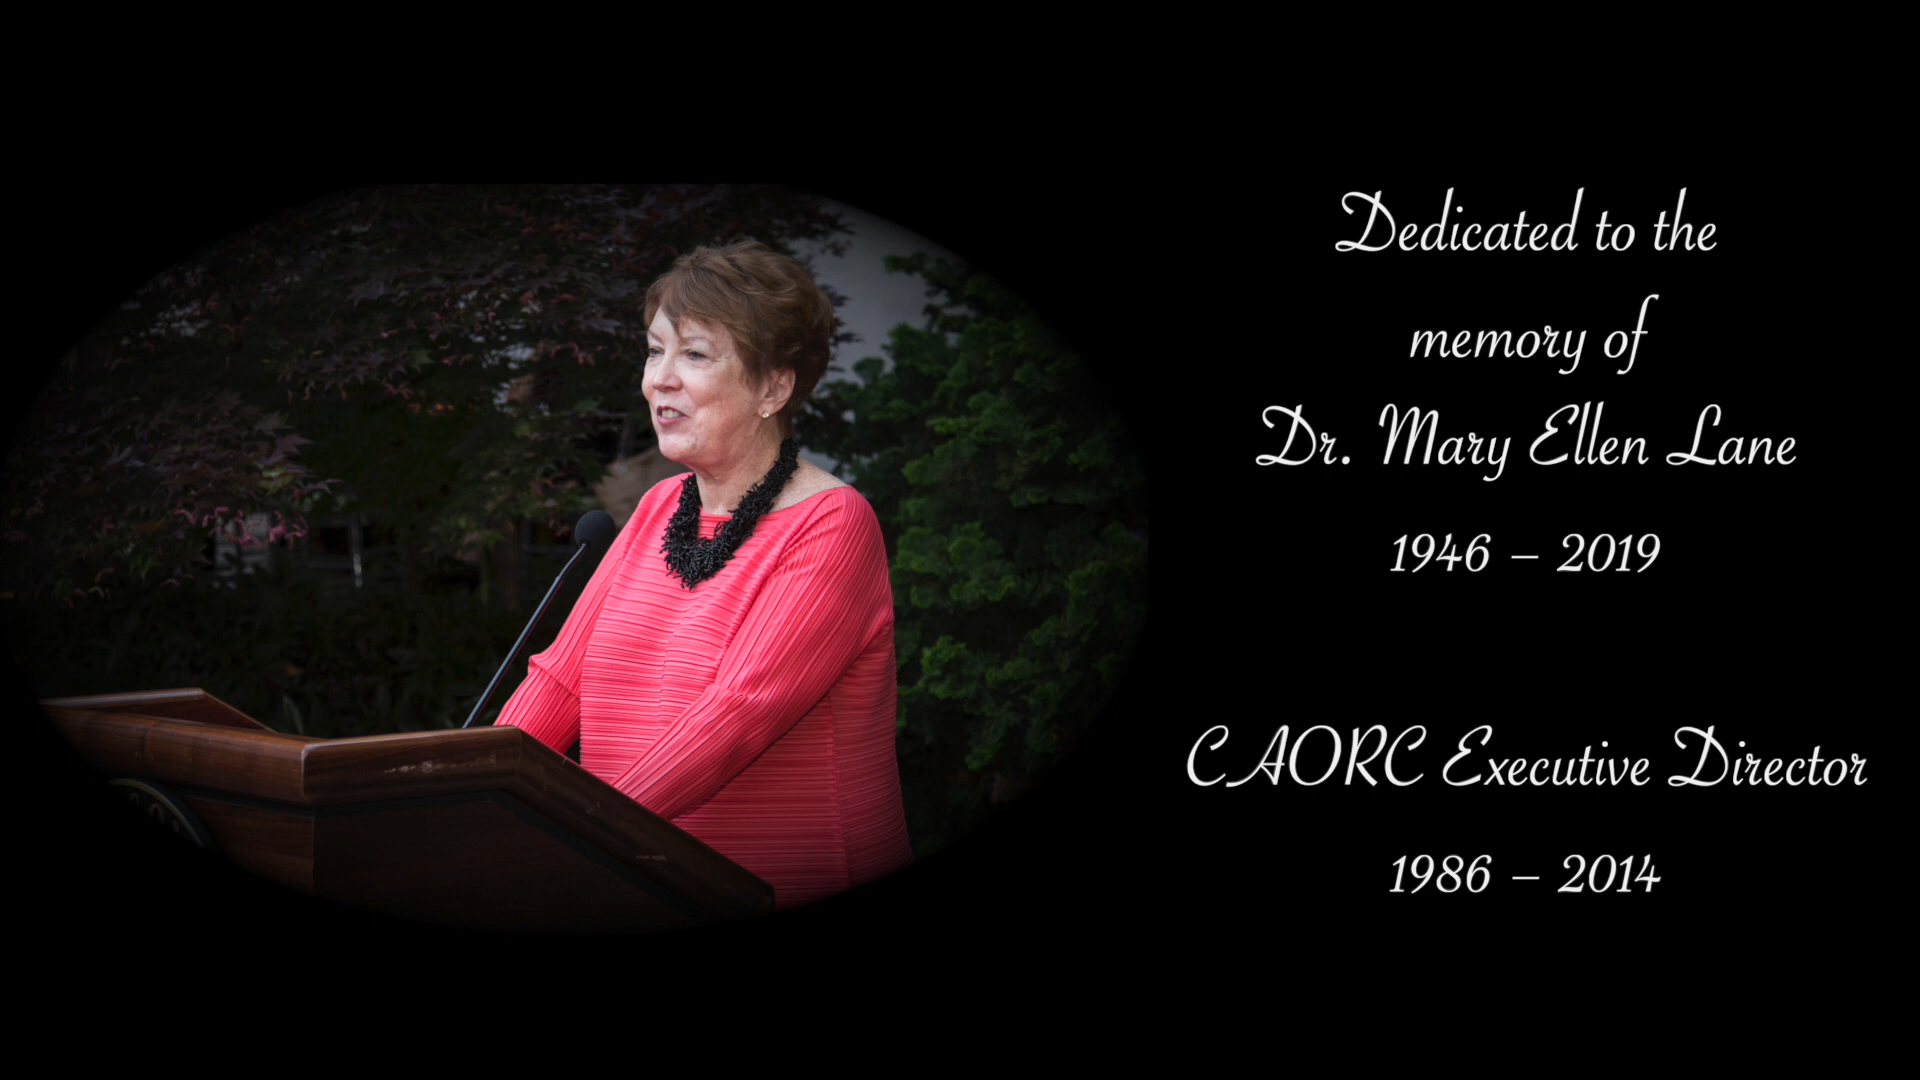 Dedicated to the
memory of
Dr. Mary Ellen Lane
1946 – 2019
CAORC Executive Director
1986 – 2014